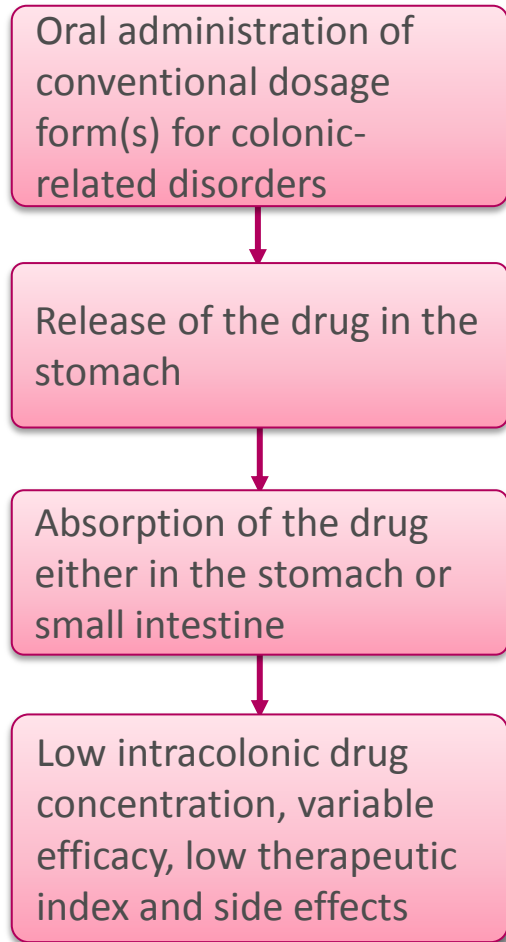 Oral administration of
conventional dosage
form(s) for colonic-
related disorders
Release of the drug in the
stomach
Absorption of the drug
either in the stomach or
small intestine
Low intracolonic drug
concentration, variable
efficacy, low therapeutic
index and side effects